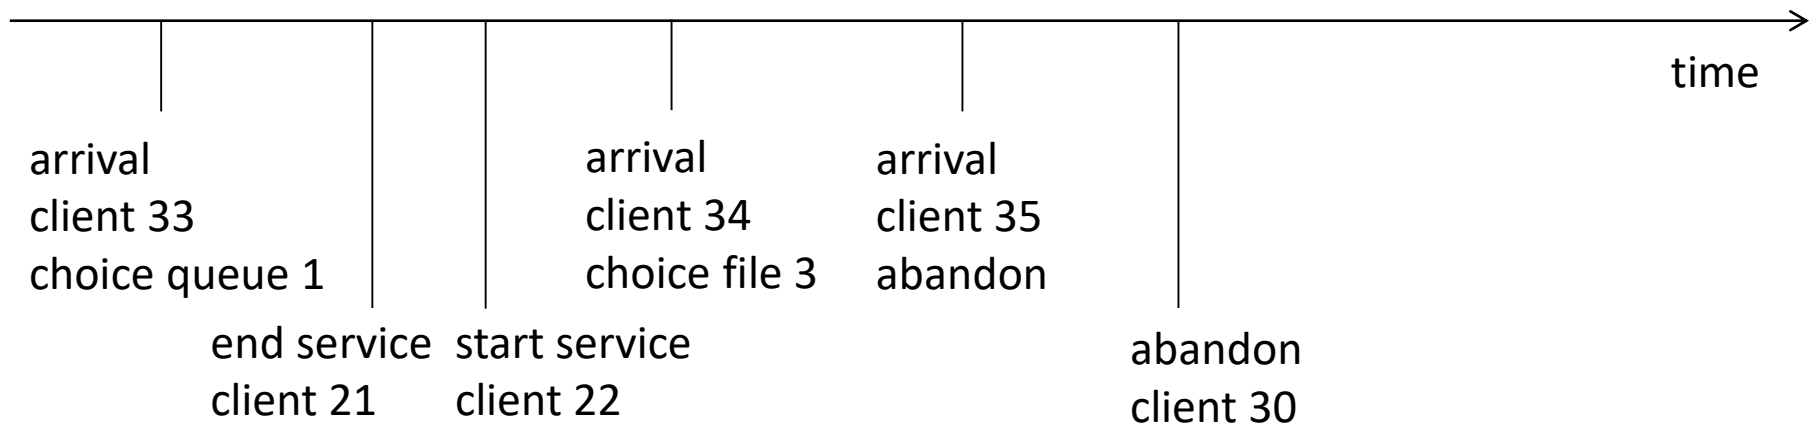 time
arrival
client 33
choice queue 1
end service
client 21
start service
client 22
arrival
client 34
choice file 3
arrival
client 35
abandon
abandon
client 30